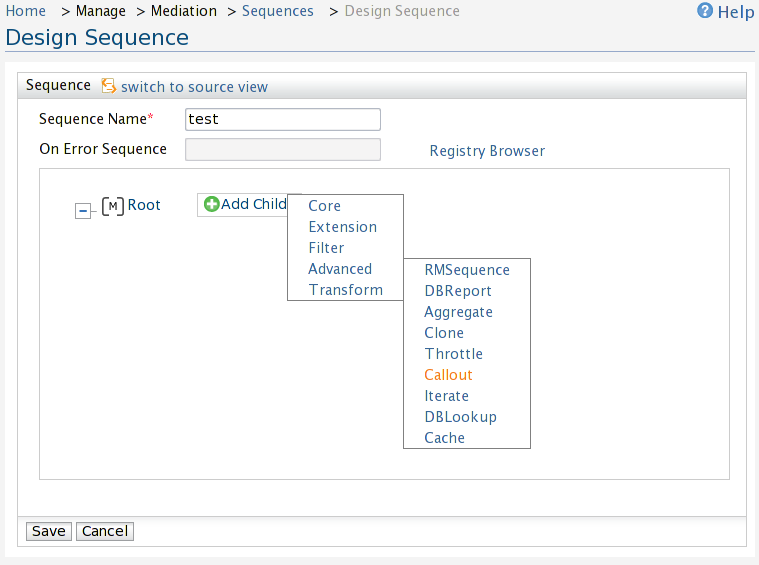 Home > Manage > Mediation > Sequences > Design Sequence Help
Design Sequence
Sequence switch to source view
Sequence Name* test
On Error Sequence Registry Browser
[M] Root Add Child
Core
Extension
Filter
Advanced
Transform
RMSequence
DBReport
Aggregate
Clone
Throttle
Callout
Iterate
DBLookup
Cache
Save Cancel